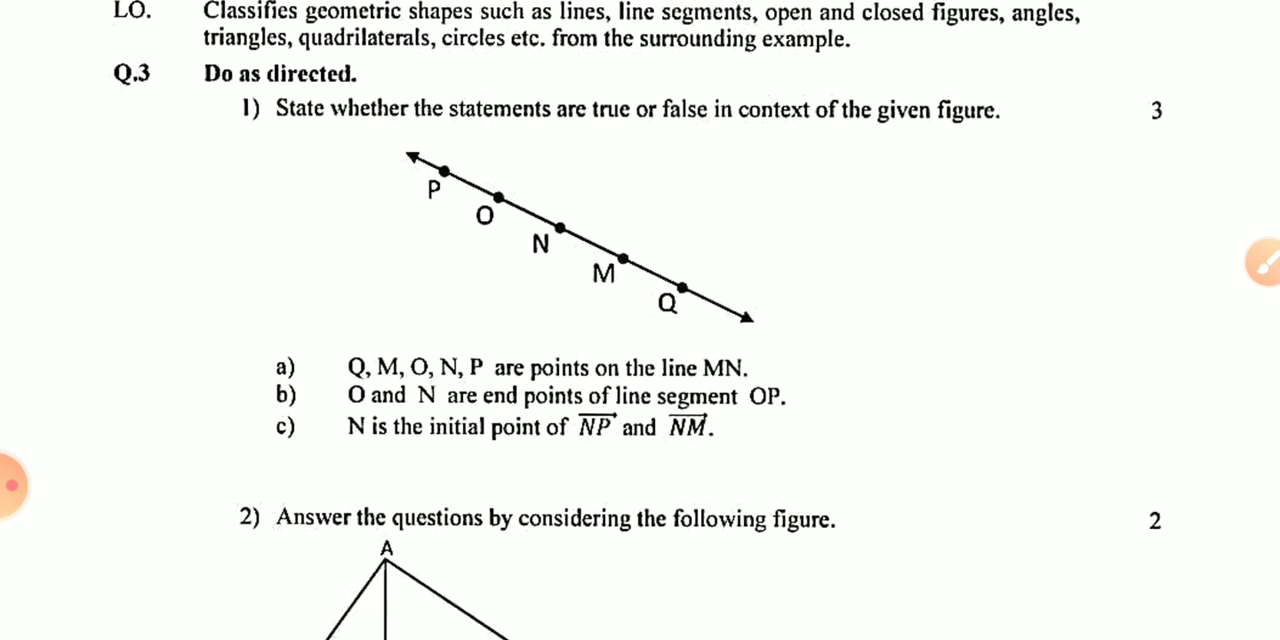 LO. Classifies geometric shapes such as lines, line segments, open and closed figures, angles,
triangles, quadrilaterals, circles etc. from the surrounding example.
Q.3 Do as directed.
1) State whether the statements are true or false in context of the given figure. 3
P
O
N
M
Q
a) Q, M, O, N, P are points on the line MN.
b) O and N are end points of line segment OP.
c) N is the initial point of \overrightarrow{NP} and \overrightarrow{NM}.
2) Answer the questions by considering the following figure. 2
A